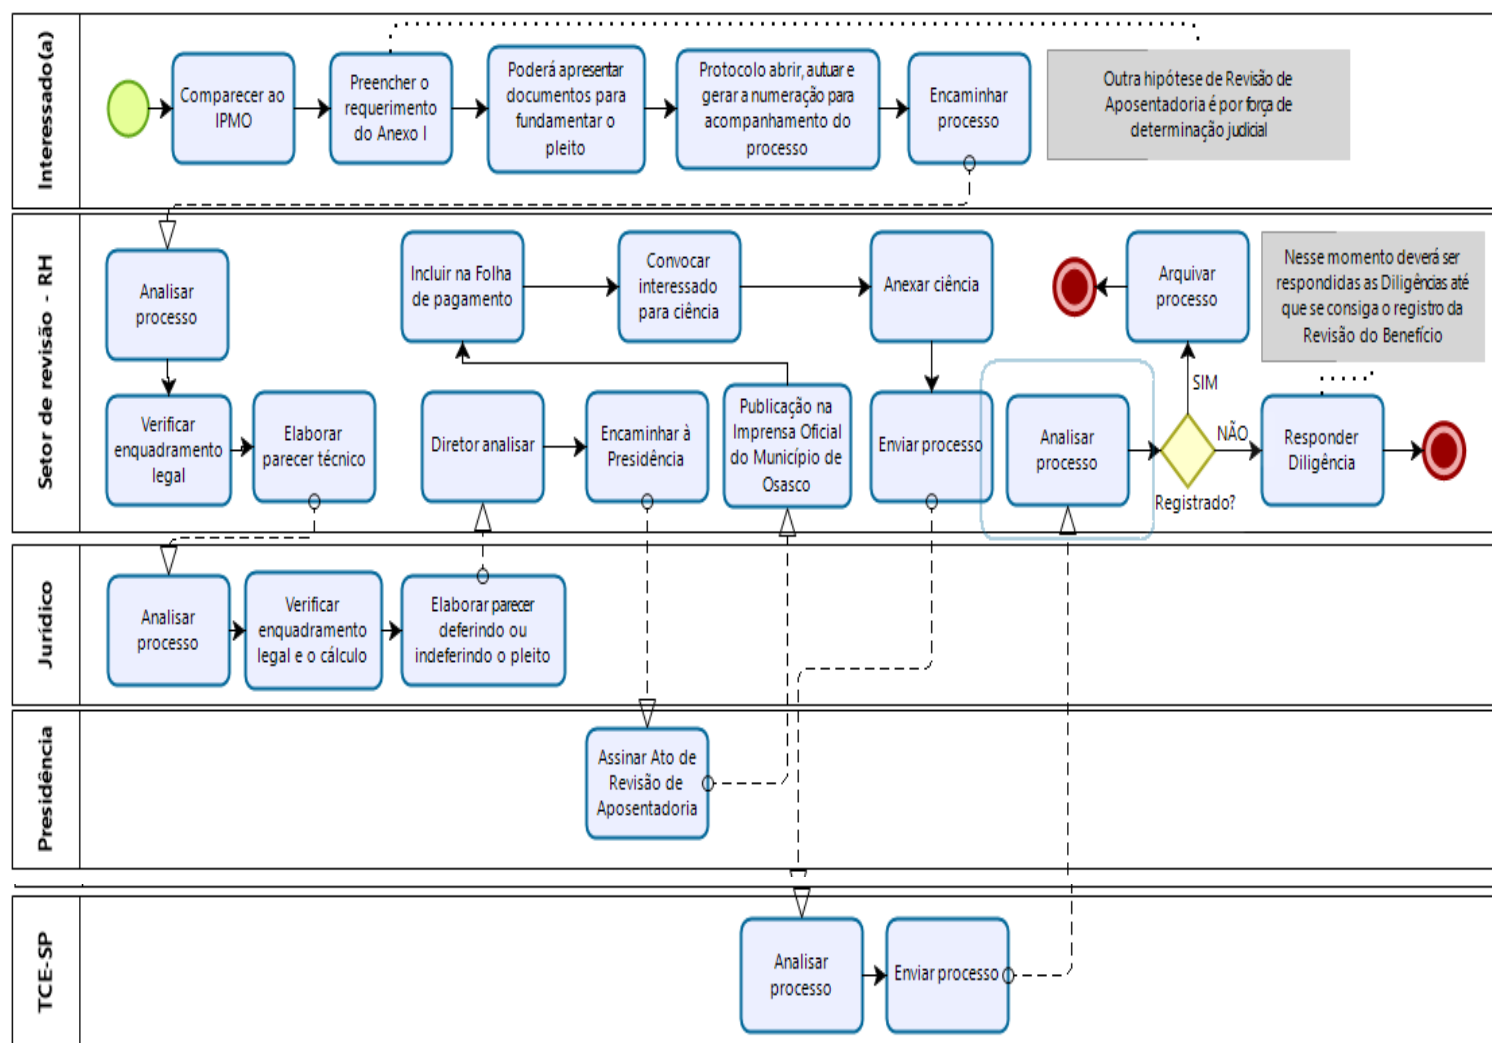 Interessado(a)
Comparecer ao
IPMO
Preencher o
requerimento
do Anexo I
Poderá apresentar
documentos para
fundamentar o
pleito
Protocolo abrir, autuar e
gerar a numeração para
acompanhamento do
processo
Encaminhar
processo
Outra hipótese de Revisão de
Aposentadoria é por força de
determinação judicial
Setor de revisão - RH
Analisar
processo
Verificar
enquadramento
legal
Elaborar
parecer técnico
Incluir na Folha
de pagamento
Convocar
interessado
para ciência
Anexar ciência
Arquivar
processo
Nesse momento deverá ser
respondidas as Diligências até
que se consiga o registro da
Revisão do Benefício
Diretor analisar
Encaminhar à
Presidência
Publicação na
Imprensa Oficial
do Município de
Osasco
Enviar processo
Analisar
processo
SIM
NÃO
Registrado?
Responder
Diligência
Jurídico
Analisar
processo
Verificar
enquadramento
legal e o cálculo
Elaborar parecer
deferindo ou
indeferindo o pleito
Presidência
Assinar Ato de
Revisão de
Aposentadoria
TCE-SP
Analisar
processo
Enviar processo